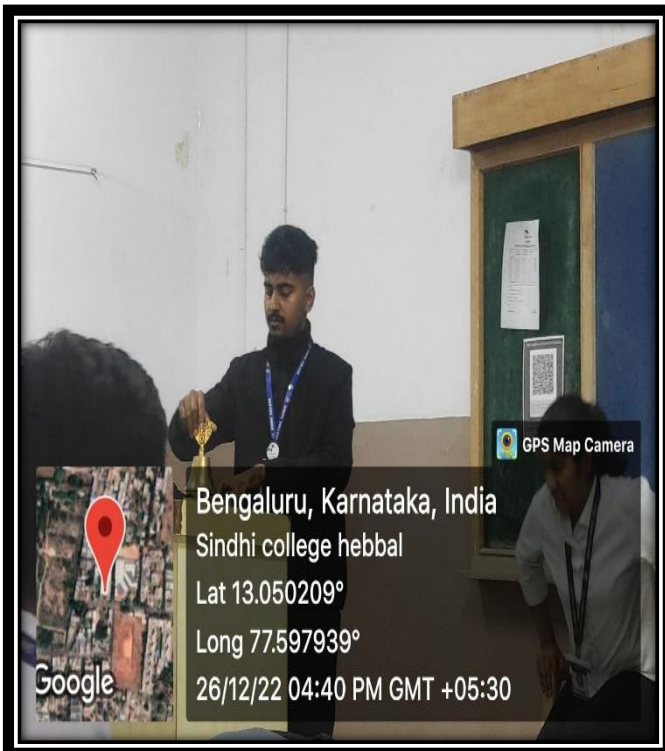 GPS Map Camera
Bengaluru, Karnataka, India
Sindhi college hebbal
Lat 13.050209°
Long 77.597939°
26/12/22 04:40 PM GMT +05:30
Google